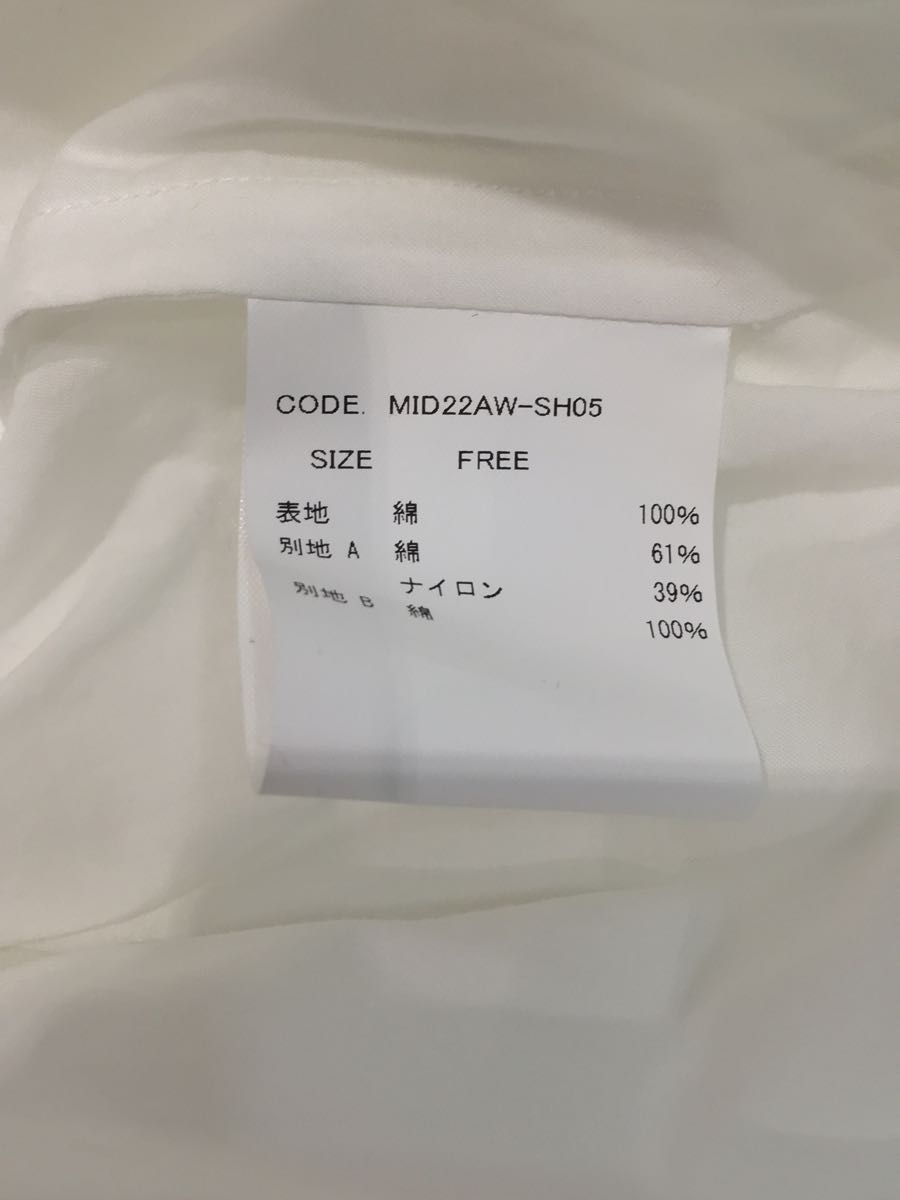 CODE. MID22AW-SH05
SIZE FREE
表地 綿 100%
別地 A 綿 61%
ナイロン 39%
別地 B 綿 100%